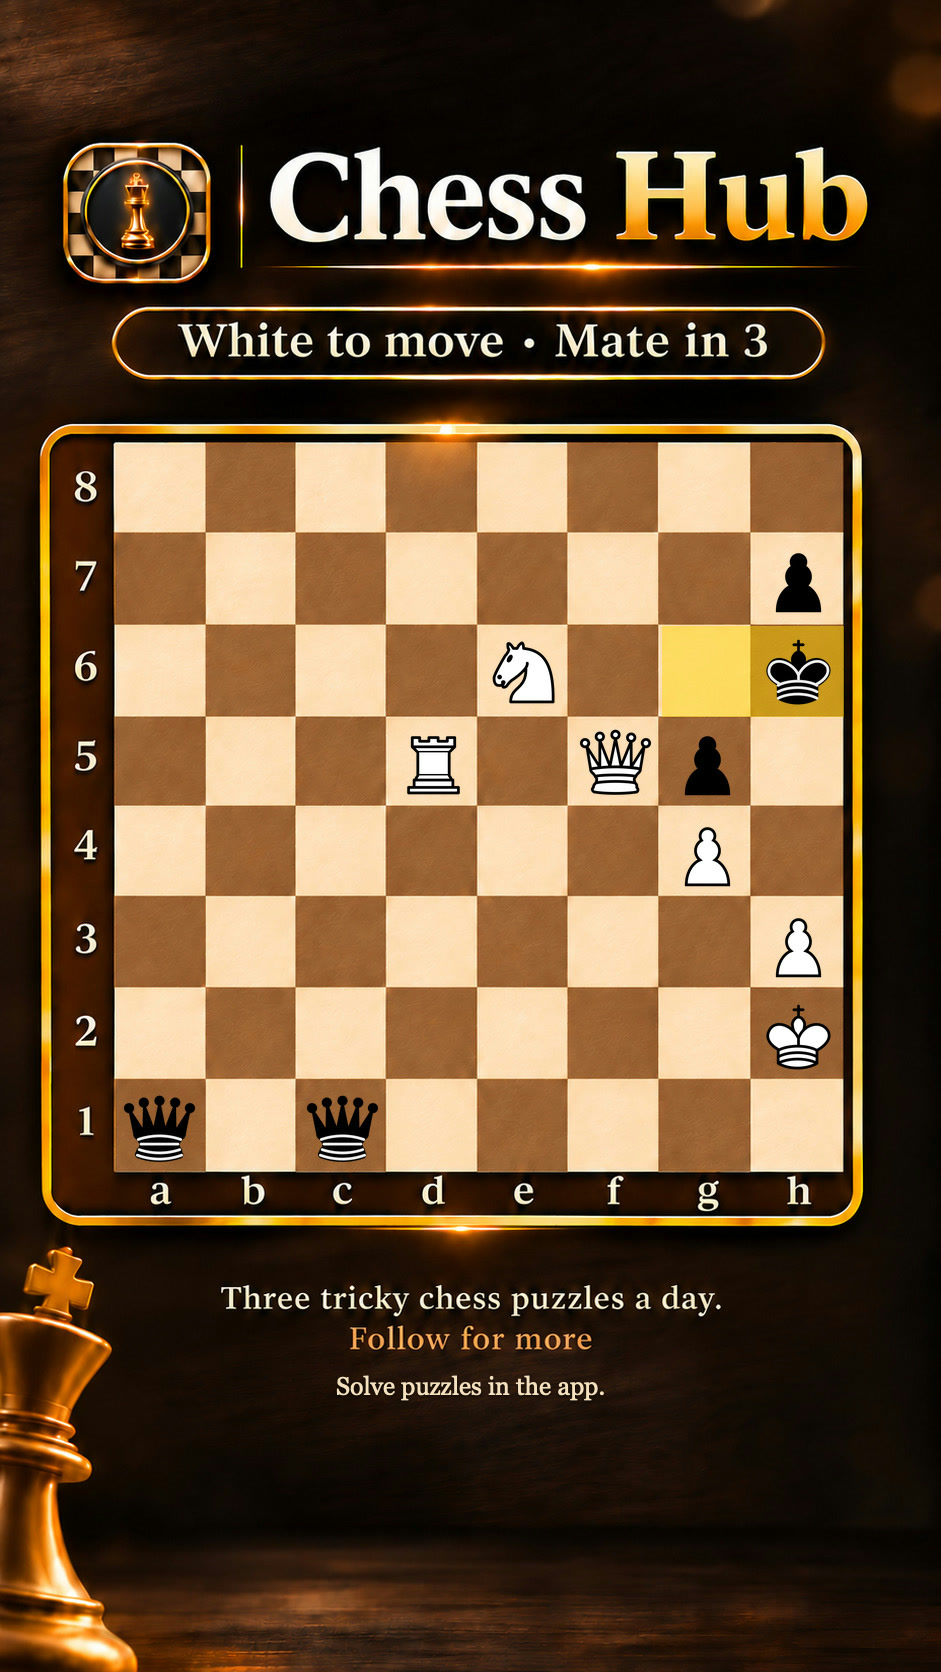 Chess Hub
White to move • Mate in 3
8
7
6
5
4
3
2
1
a b c d e f g h
Three tricky chess puzzles a day.
Follow for more
Solve puzzles in the app.